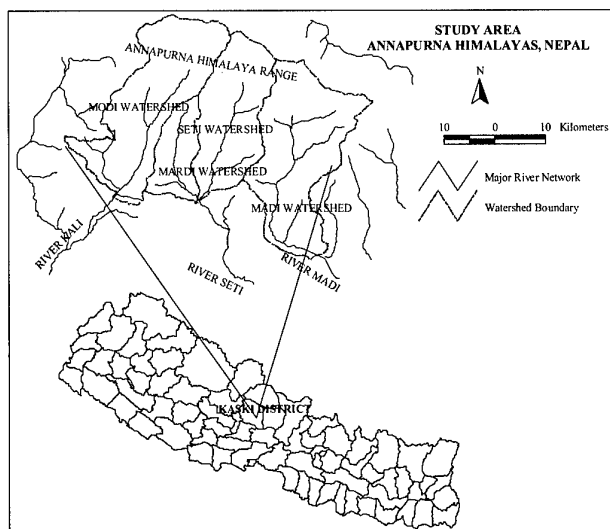 STUDY AREA
ANNAPURNA HIMALAYAS, NEPAL
N
10 0 10 Kilometers
Major River Network
Watershed Boundary
ANNAPURNA HIMALAYA RANGE
MODI WATERSHED
SETI WATERSHED
MARDI WATERSHED
MADI WATERSHED
RIVER KALI
RIVER SETI
RIVER MADI
KASKI DISTRICT